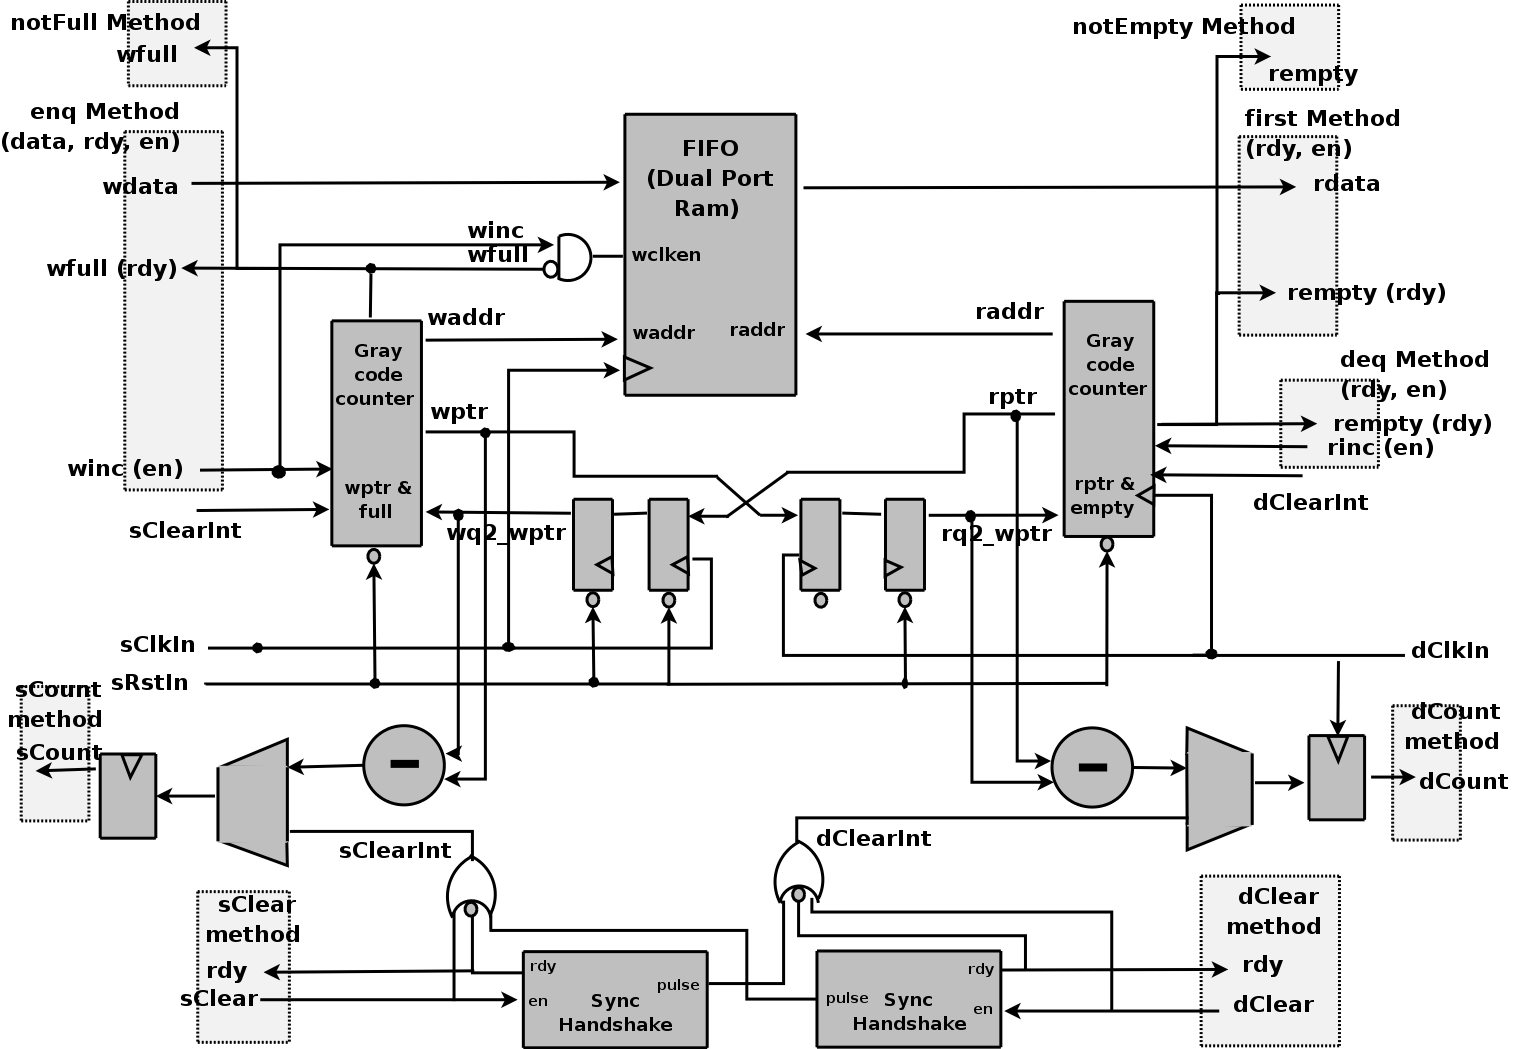 notFull Method
wfull
enq Method
(data, rdy, en)
wdata
wfull (rdy)
winc (en)
sClearInt
winc
wfull
FIFO
(Dual Port
Ram)
wclken
waddr
raddr
waddr
raddr
Gray
code
counter
wptr &
full
wptr
wq2_wptr
rptr
rq2_wptr
Gray
code
counter
rptr &
empty
notEmpty Method
rempty
first Method
(rdy, en)
rdata
rempty (rdy)
deq Method
(rdy, en)
rempty (rdy)
rinc (en)
dClearInt
sClkIn
dClkIn
sRstIn
sCount
method
sCount
-
-
dCount
method
dCount
sClearInt
dClearInt
sClear
method
rdy
sClear
rdy
en
pulse
Sync
Handshake
pulse
rdy
en
Sync
Handshake
dClear
method
rdy
dClear